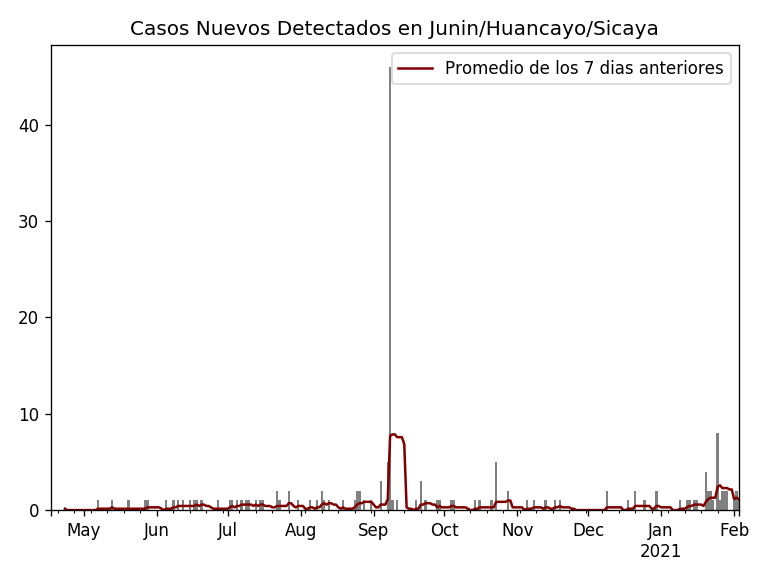 Casos Nuevos Detectados en Junin/Huancayo/Sicaya
Promedio de los 7 dias anteriores
40
30
20
10
0
May Jun Jul Aug Sep Oct Nov Dec Jan Feb
2021